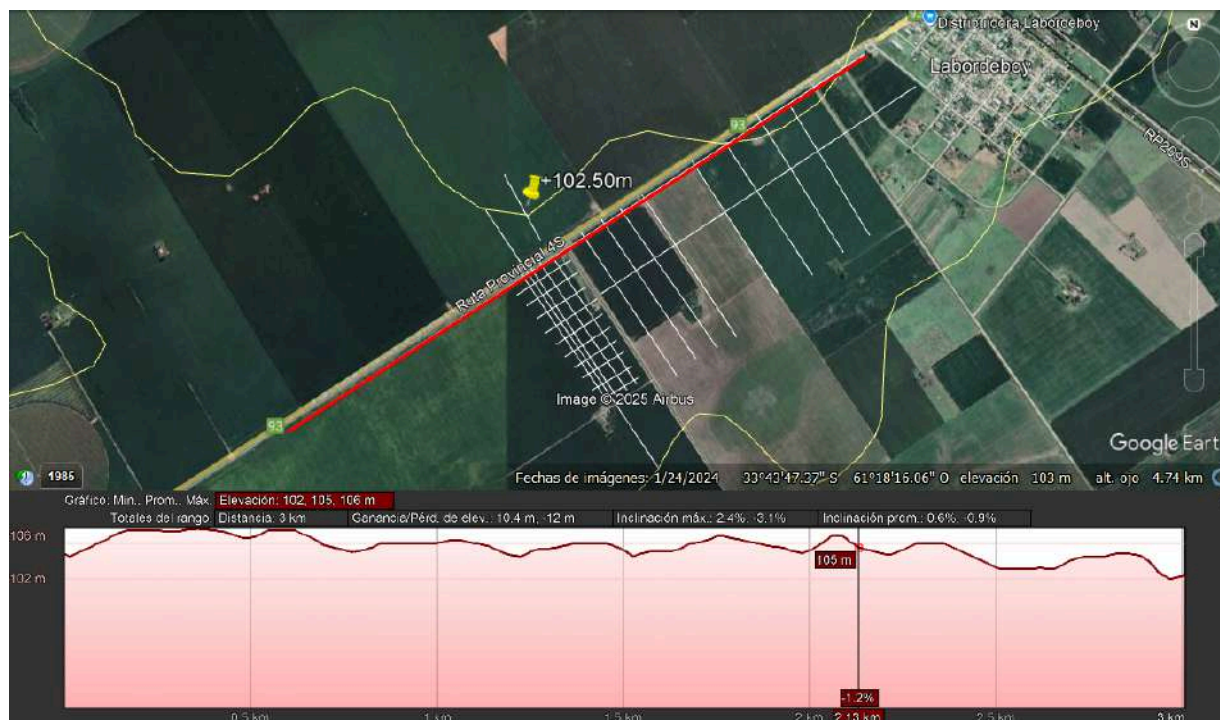 Distribuidora Labordeboy
N
Labordeboy
93
RP209S
+102.50m
Ruta Provincial 4S
Image © 2025 Airbus
93
Google Eart
1985
Fechas de imágenes: 1/24/2024 33°43'47.37" S 61°18'16.06" O elevación 103 m alt. ojo 4.74 km
Gráfico: Min., Prom., Máx. Elevación: 102, 105, 106 m
Totales del rango Distancia: 3 km Ganancia/Pérd. de elev.: 10.4 m, -12 m Inclinación máx.: 2.4%, -3.1% Inclinación prom.: 0.6%, -0.9%
106 m
105 m
102 m
-1.2%
0.5 km 1 km 1.5 km 2 km 2.13 km 2.5 km 3 km